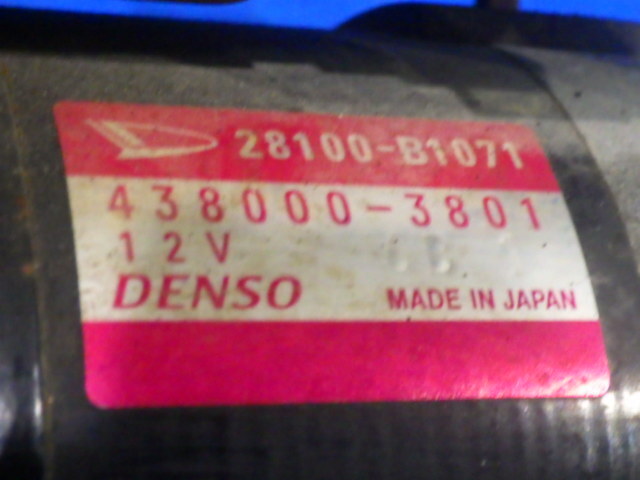 28100-B1071
438000-3801
12V
DENSO MADE IN JAPAN